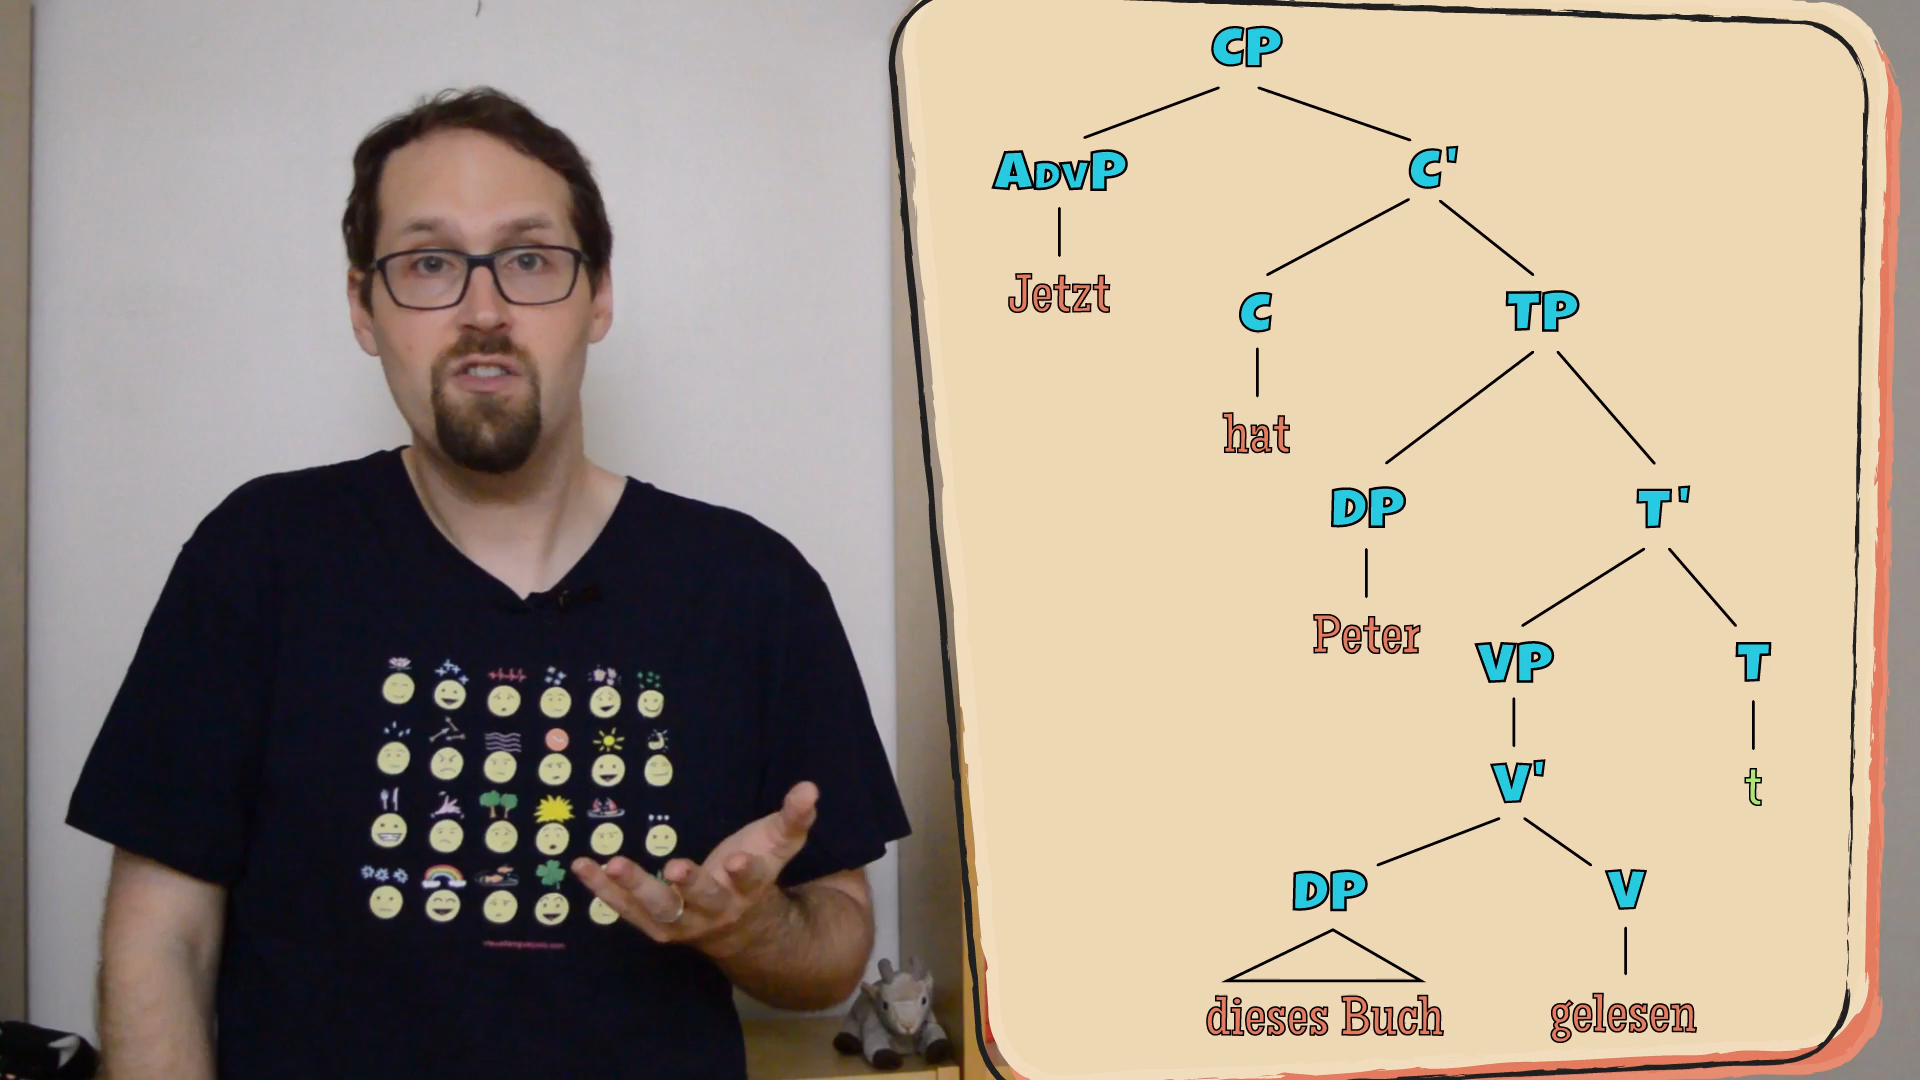 CP
AdvP C'
Jetzt
C TP
hat
DP T'
Peter
VP T
V' t
DP V
dieses Buch gelesen